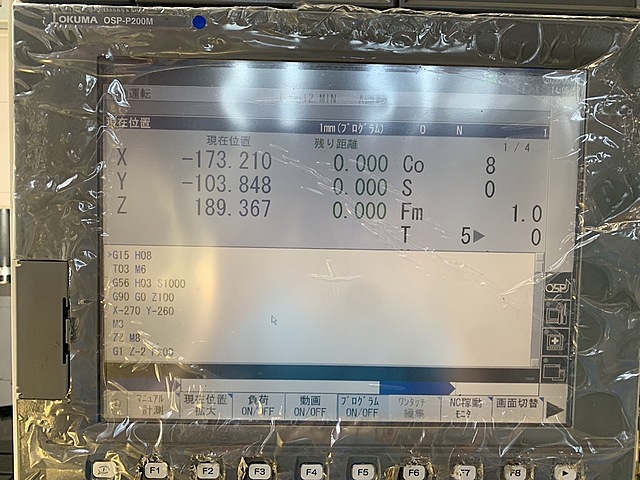 OKUMA OSP-P200M
運転
現在位置 1mm(プログラム) O N 1
現在位置 残り距離 1/4
X -173.210 0.000 Co 8
Y -103.848 0.000 S 0
Z 189.367 0.000 Fm 1.0
T 5 0
G15 H08
T03 M6
G56 H03 S1000
G90 G0 Z100
X-270 Y-260
M3
G1 Z-2 F200
OSP
マニュアル計測 現在位置拡大 負荷ON/OFF 動画ON/OFF プログラムON/OFF ワンタッチ編集 NC稼動モニタ 画面切替
F1 F2 F3 F4 F5 F6 F7 F8